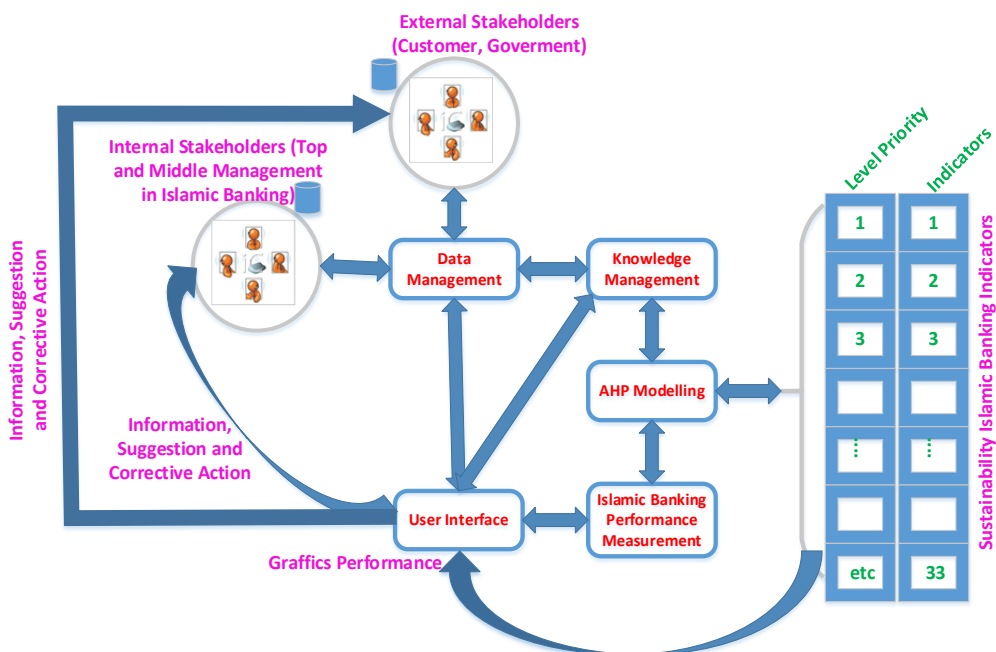 External Stakeholders
(Customer, Goverment)
Internal Stakeholders (Top
and Middle Management
in Islamic Banking)
Information, Suggestion
and Corrective Action
Data
Management
Knowledge
Management
AHP Modelling
Information,
Suggestion and
Corrective Action
User Interface
Islamic Banking
Performance
Measurement
Graffics Performance
Level Priority
Indicators
1
1
2
2
3
3
...
...
etc
33
Sustainability Islamic Banking Indicators